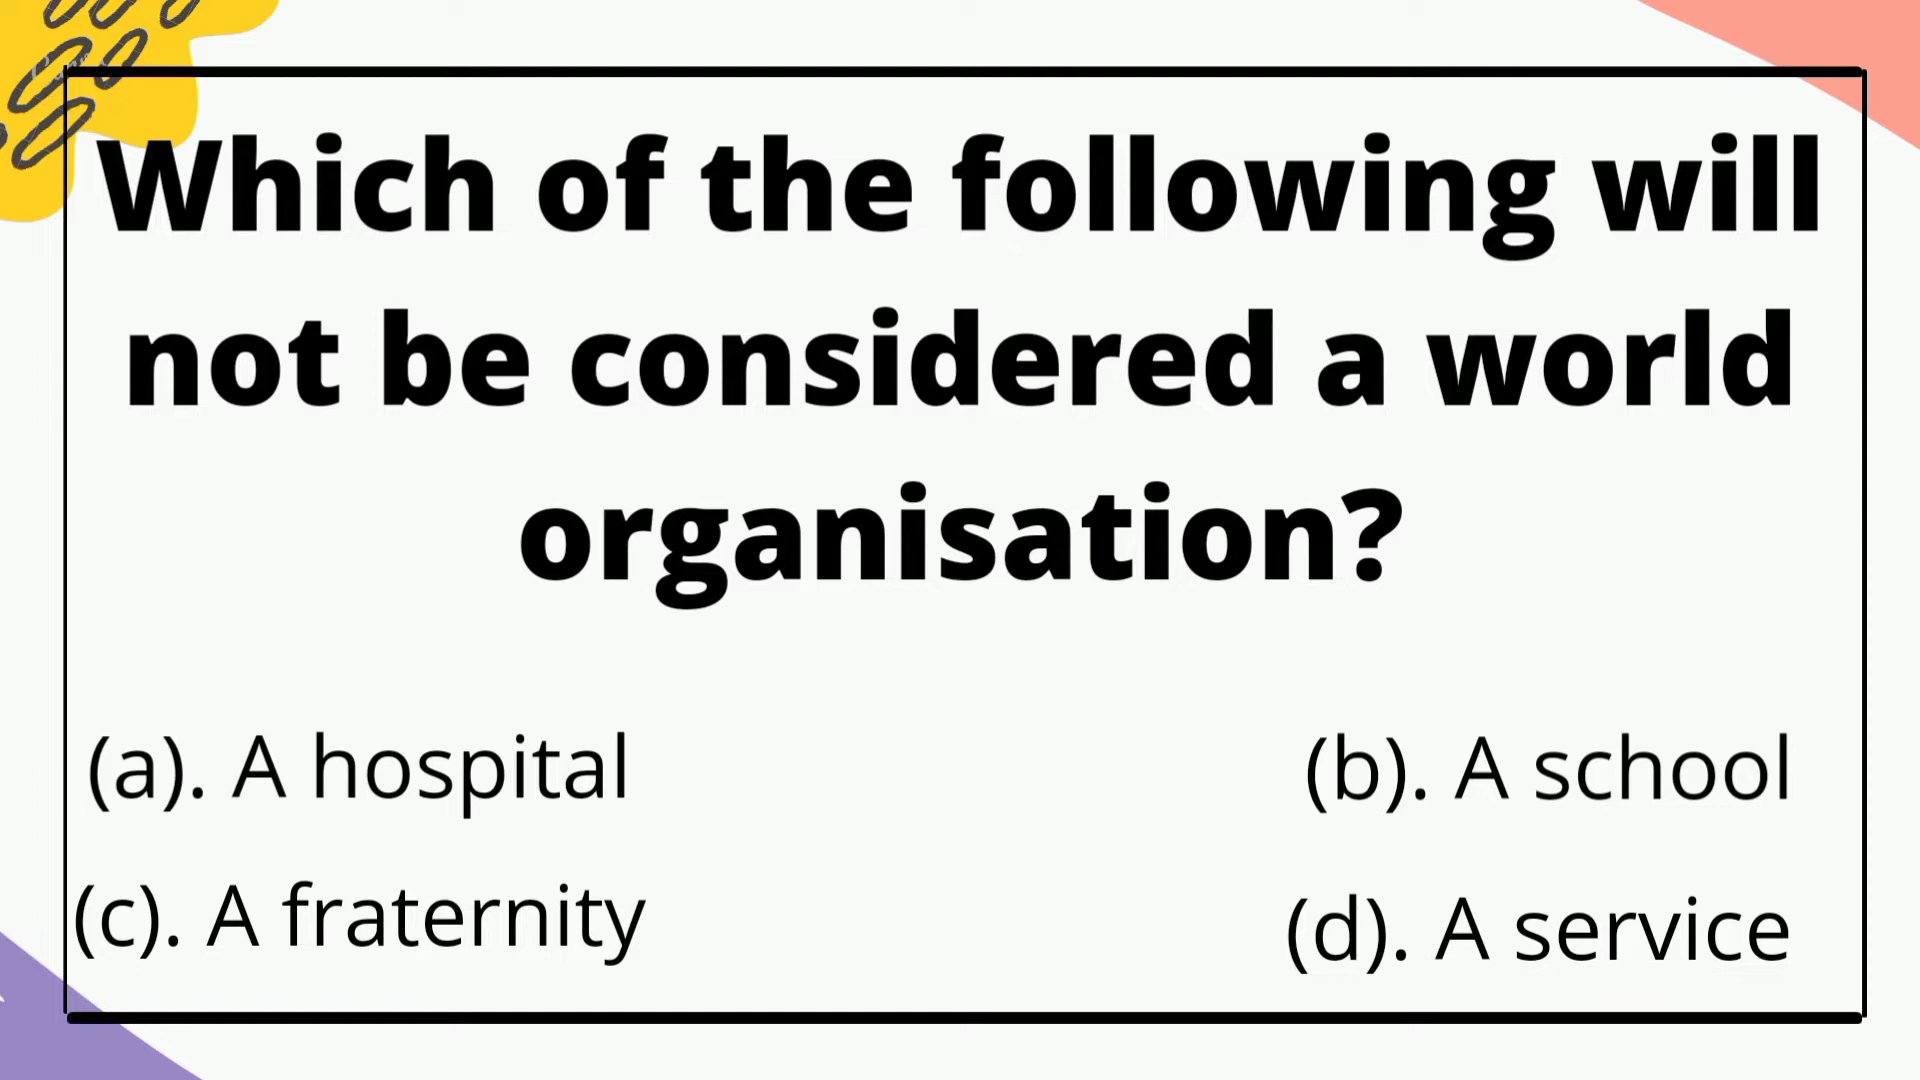 Which of the following will
not be considered a world
organisation?
(a). A hospital
(b). A school
(c). A fraternity
(d). A service